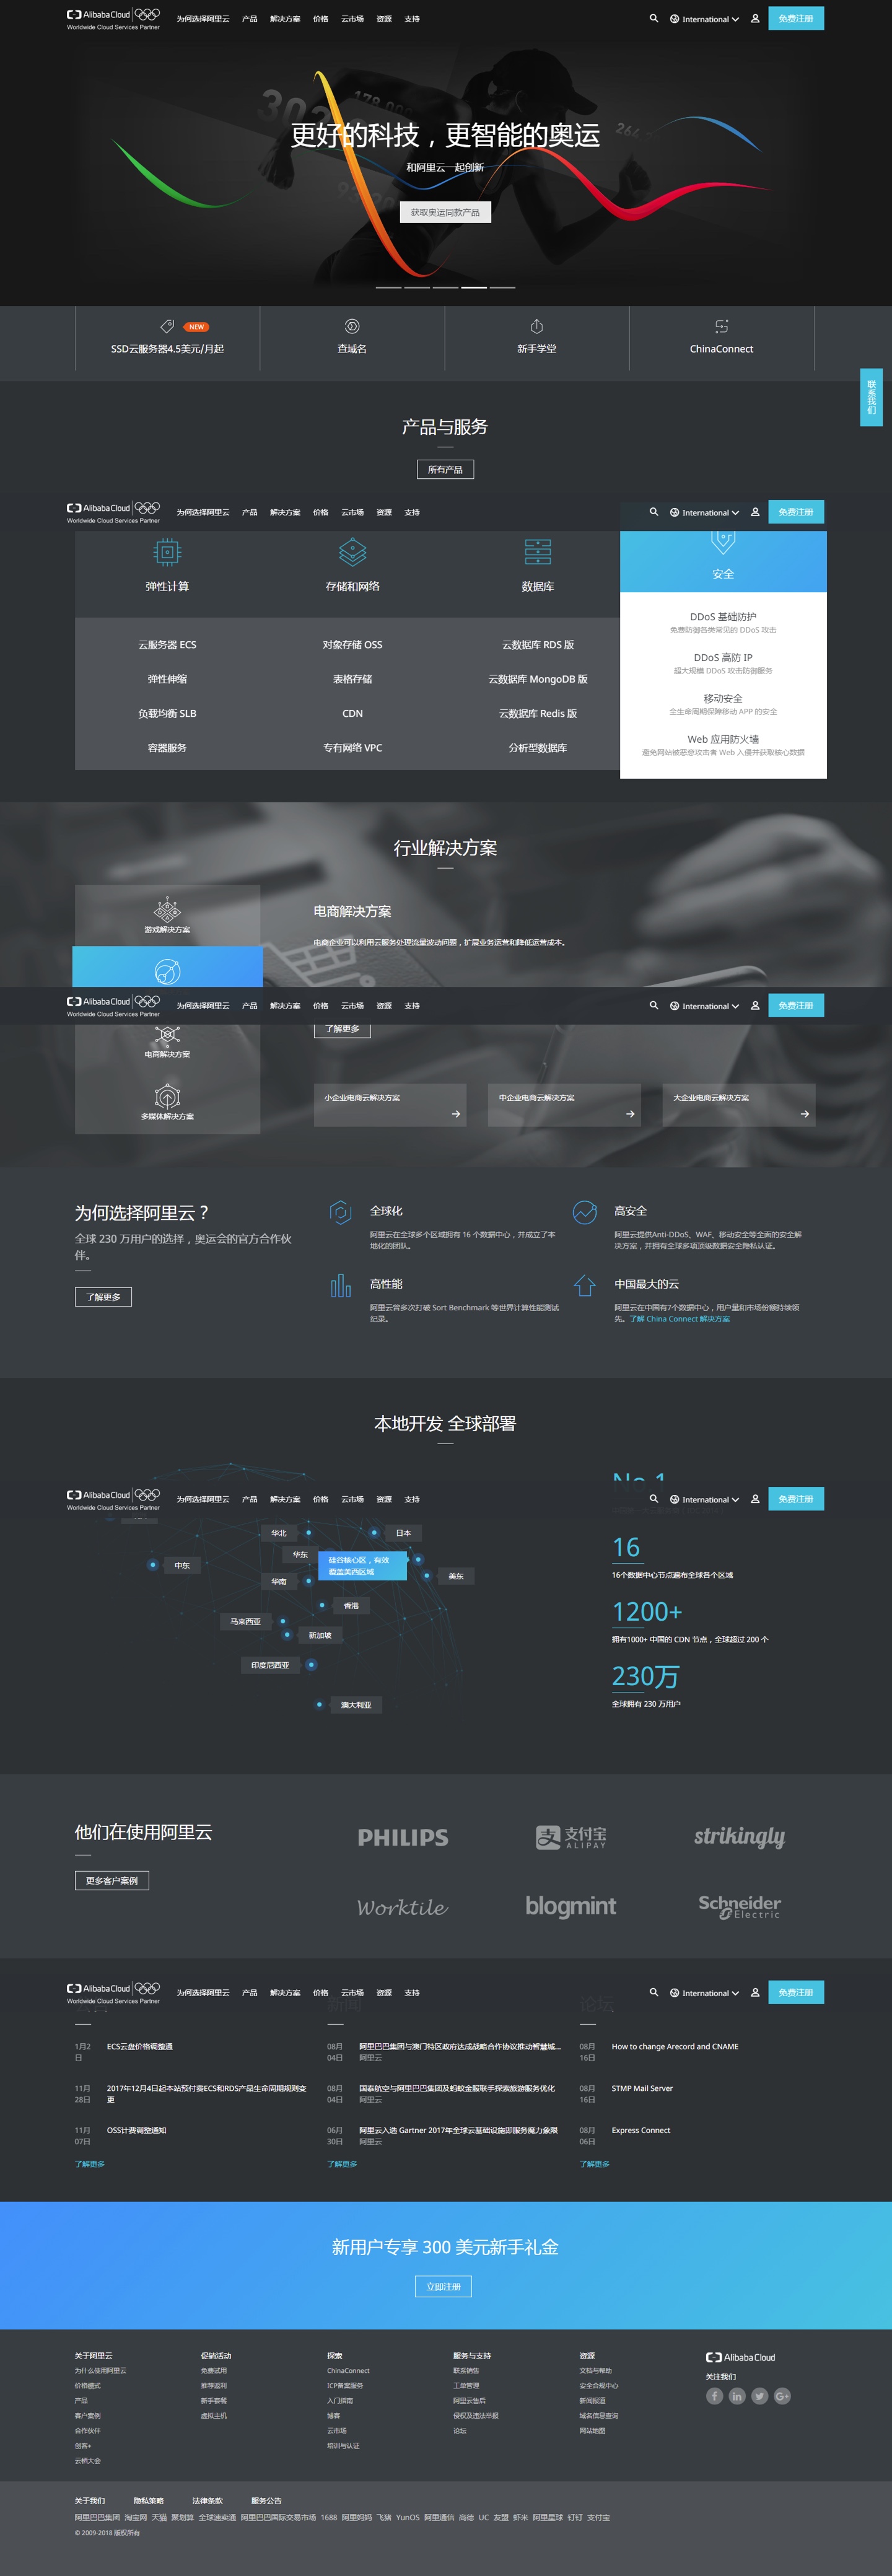 Alibaba Cloud
Worldwide Cloud Services Partner
为何选择阿里云 产品 解决方案 价格 云市场 资源 支持
International
免费注册
更好的科技，更智能的奥运
和阿里云一起创新
获取奥运同款产品
NEW
SSD云服务器4.5美元/月起
查域名
新手学堂
ChinaConnect
联系我们
产品与服务
所有产品
Alibaba Cloud
Worldwide Cloud Services Partner
为何选择阿里云 产品 解决方案 价格 云市场 资源 支持
International
免费注册
弹性计算
云服务器 ECS
弹性伸缩
负载均衡 SLB
容器服务
存储和网络
对象存储 OSS
表格存储
CDN
专有网络 VPC
数据库
云数据库 RDS 版
云数据库 MongoDB 版
云数据库 Redis 版
分析型数据库
安全
DDoS 基础防护
免费防御各类常见的 DDoS 攻击
DDoS 高防 IP
超大规模 DDoS 攻击防御服务
移动安全
全生命周期保障移动 APP 的安全
Web 应用防火墙
避免网站被恶意攻击者 Web 入侵并获取核心数据
行业解决方案
游戏解决方案
电商解决方案
电商企业可以利用云服务处理流量波动问题，扩展业务运营和降低运营成本。
Alibaba Cloud
Worldwide Cloud Services Partner
为何选择阿里云 产品 解决方案 价格 云市场 资源 支持
International
免费注册
了解更多
电商解决方案
多媒体解决方案
小企业电商云解决方案
中企业电商云解决方案
大企业电商云解决方案
为何选择阿里云？
全球 230 万用户的选择，奥运会的官方合作伙
伴。
了解更多
全球化
阿里云在全球多个区域拥有 16 个数据中心，并成立了本
地化的团队。
高安全
阿里云提供Anti-DDoS、WAF、移动安全等全面的安全解
决方案，并拥有全球多项顶级数据安全隐私认证。
高性能
阿里云曾多次打破 Sort Benchmark 等世界计算性能测试
纪录。
中国最大的云
阿里云在中国有7个数据中心，用户量和市场份额持续领
先。了解 China Connect 解决方案
本地开发 全球部署
No.1
Alibaba Cloud
Worldwide Cloud Services Partner
为何选择阿里云 产品 解决方案 价格 云市场 资源 支持
International
免费注册
华北
日本
华东
硅谷核心区，有效
覆盖美西区域
中东
美东
华南
香港
马来西亚
新加坡
印度尼西亚
澳大利亚
16
16个数据中心节点遍布全球各个区域
1200+
拥有1000+ 中国的 CDN 节点，全球超过 200 个
230万
全球拥有 230 万用户
他们在使用阿里云
更多客户案例
PHILIPS
支付宝
ALIPAY
strikingly
Worktile
blogmint
Schneider
Electric
Alibaba Cloud
Worldwide Cloud Services Partner
为何选择阿里云 产品 解决方案 价格 云市场 资源 支持
International
免费注册
新闻
论坛
1月2
日
ECS云盘价格调整通
11月
28日
2017年12月4日起本站预付费ECS和RDS产品生命周期规则变
更
11月
07日
OSS计费调整通知
了解更多
08月
04日
阿里巴巴集团与澳门特区政府达成战略合作协议推动智慧城...
阿里云
08月
04日
国泰航空与阿里巴巴集团及蚂蚁金服联手探索旅游服务优化
阿里云
06月
30日
阿里云入选 Gartner 2017年全球云基础设施即服务魔力象限
阿里云
了解更多
08月
16日
How to change Arecord and CNAME
08月
16日
STMP Mail Server
08月
06日
Express Connect
了解更多
新用户专享 300 美元新手礼金
立即注册
关于阿里云
为什么使用阿里云
价格模式
产品
客户案例
合作伙伴
创客+
云栖大会
促销活动
免费试用
推荐返利
新手套餐
虚拟主机
探索
ChinaConnect
ICP备案服务
入门指南
博客
云市场
培训与认证
服务与支持
联系销售
工单管理
阿里云售后
侵权及违法举报
论坛
资源
文档与帮助
安全合规中心
新闻报道
域名信息查询
网站地图
Alibaba Cloud
关注我们
关于我们 隐私策略 法律条款 服务公告
阿里巴巴集团 淘宝网 天猫 聚划算 全球速卖通 阿里巴巴国际交易市场 1688 阿里妈妈 飞猪 YunOS 阿里通信 高德 UC 友盟 虾米 阿里星球 钉钉 支付宝
© 2009-2018 版权所有